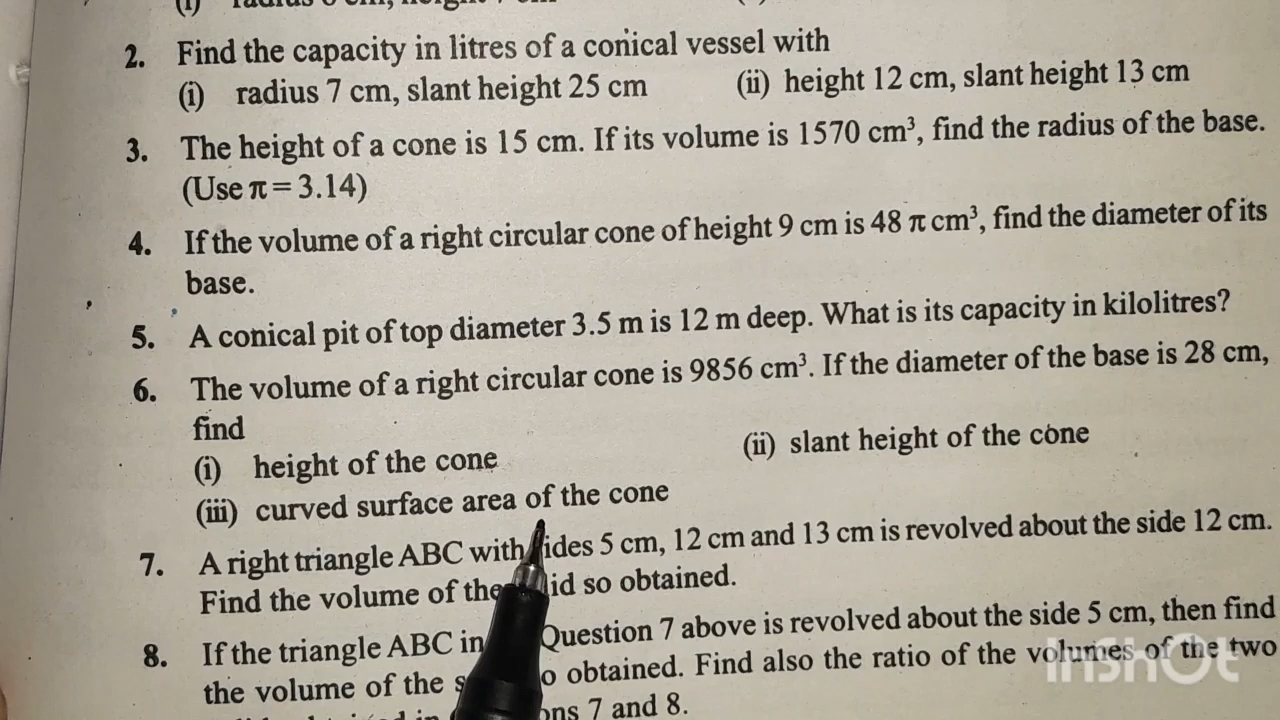 (i) radius 6 cm, height 7 cm
2. Find the capacity in litres of a conical vessel with
(i) radius 7 cm, slant height 25 cm (ii) height 12 cm, slant height 13 cm
3. The height of a cone is 15 cm. If its volume is 1570 cm³, find the radius of the base.
(Use π = 3.14)
4. If the volume of a right circular cone of height 9 cm is 48 π cm³, find the diameter of its
base.
5. A conical pit of top diameter 3.5 m is 12 m deep. What is its capacity in kilolitres?
6. The volume of a right circular cone is 9856 cm³. If the diameter of the base is 28 cm,
find
(i) height of the cone (ii) slant height of the cone
(iii) curved surface area of the cone
7. A right triangle ABC with sides 5 cm, 12 cm and 13 cm is revolved about the side 12 cm.
Find the volume of the so obtained.
8. If the triangle ABC in Question 7 above is revolved about the side 5 cm, then find
the volume of the obtained. Find also the ratio of the volumes of the two
7 and 8.
InShOt